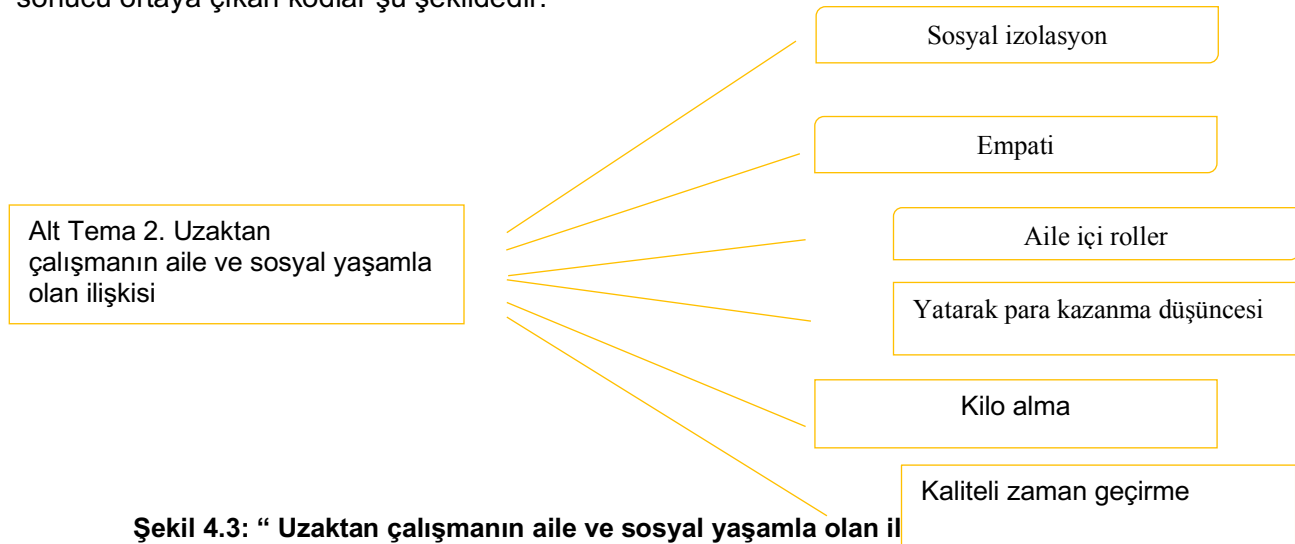 sonucu ortaya çıkan kodlar şu şekildedir:
Sosyal izolasyon
Empati
Alt Tema 2. Uzaktan
çalışmanın aile ve sosyal yaşamla
olan ilişkisi
Aile içi roller
Yatarak para kazanma düşüncesi
Kilo alma
Kaliteli zaman geçirme
Şekil 4.3: “ Uzaktan çalışmanın aile ve sosyal yaşamla olan il